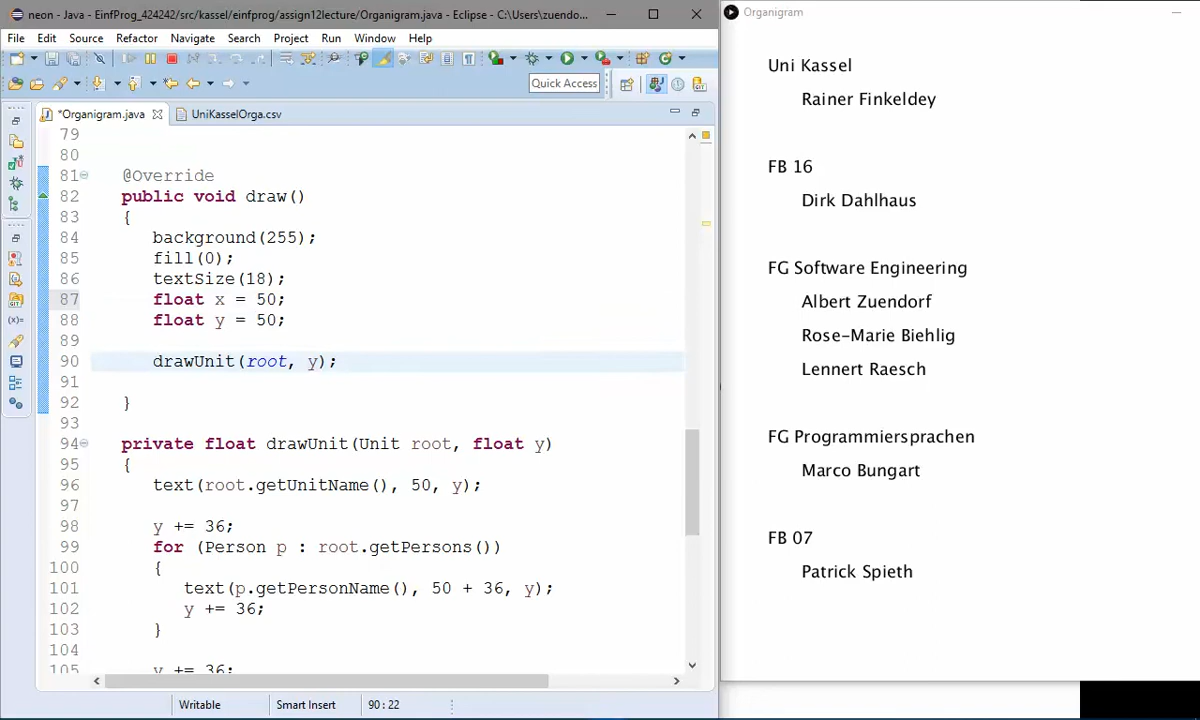 neon - Java - EinfProg_424242/src/kassel/einfprog/assign12lecture/Organigram.java - Eclipse - C:\Users\zuendo...
File Edit Source Refactor Navigate Search Project Run Window Help
Quick Access
*Organigram.java UniKasselOrga.csv
79
80
81 @Override
82 public void draw()
83 {
84 background(255);
85 fill(0);
86 textSize(18);
87 float x = 50;
88 float y = 50;
89
90 drawUnit(root, y);
91
92 }
93
94 private float drawUnit(Unit root, float y)
95 {
96 text(root.getUnitName(), 50, y);
97
98 y += 36;
99 for (Person p : root.getPersons())
100 {
101 text(p.getPersonName(), 50 + 36, y);
102 y += 36;
103 }
104
105 y += 36;
Writable Smart Insert 90 : 22
Organigram
Uni Kassel
Rainer Finkeldey
FB 16
Dirk Dahlhaus
FG Software Engineering
Albert Zuendorf
Rose-Marie Biehlig
Lennert Raesch
FG Programmiersprachen
Marco Bungart
FB 07
Patrick Spieth